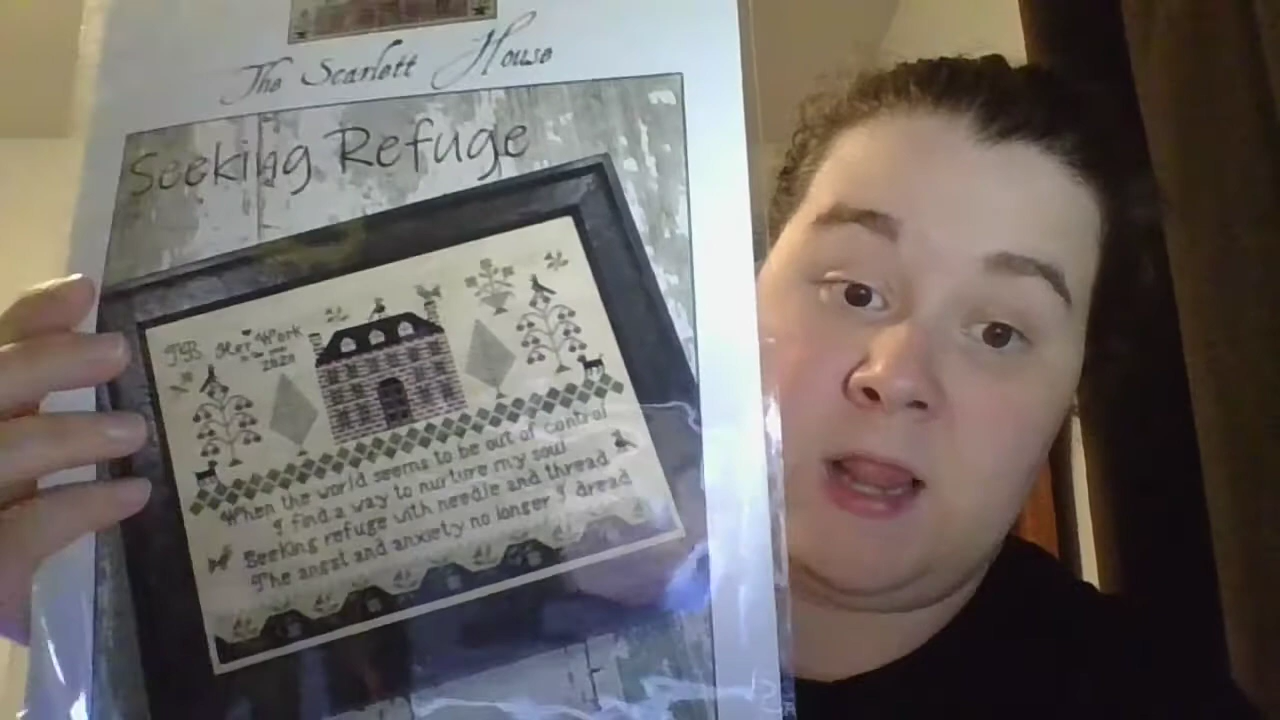 The Scarlett House
Seeking Refuge
Her Work
2020
When the world seems to be out of control
I find a way to nurture my soul
Seeking refuge with needle and thread
The angst and anxiety no longer I dread